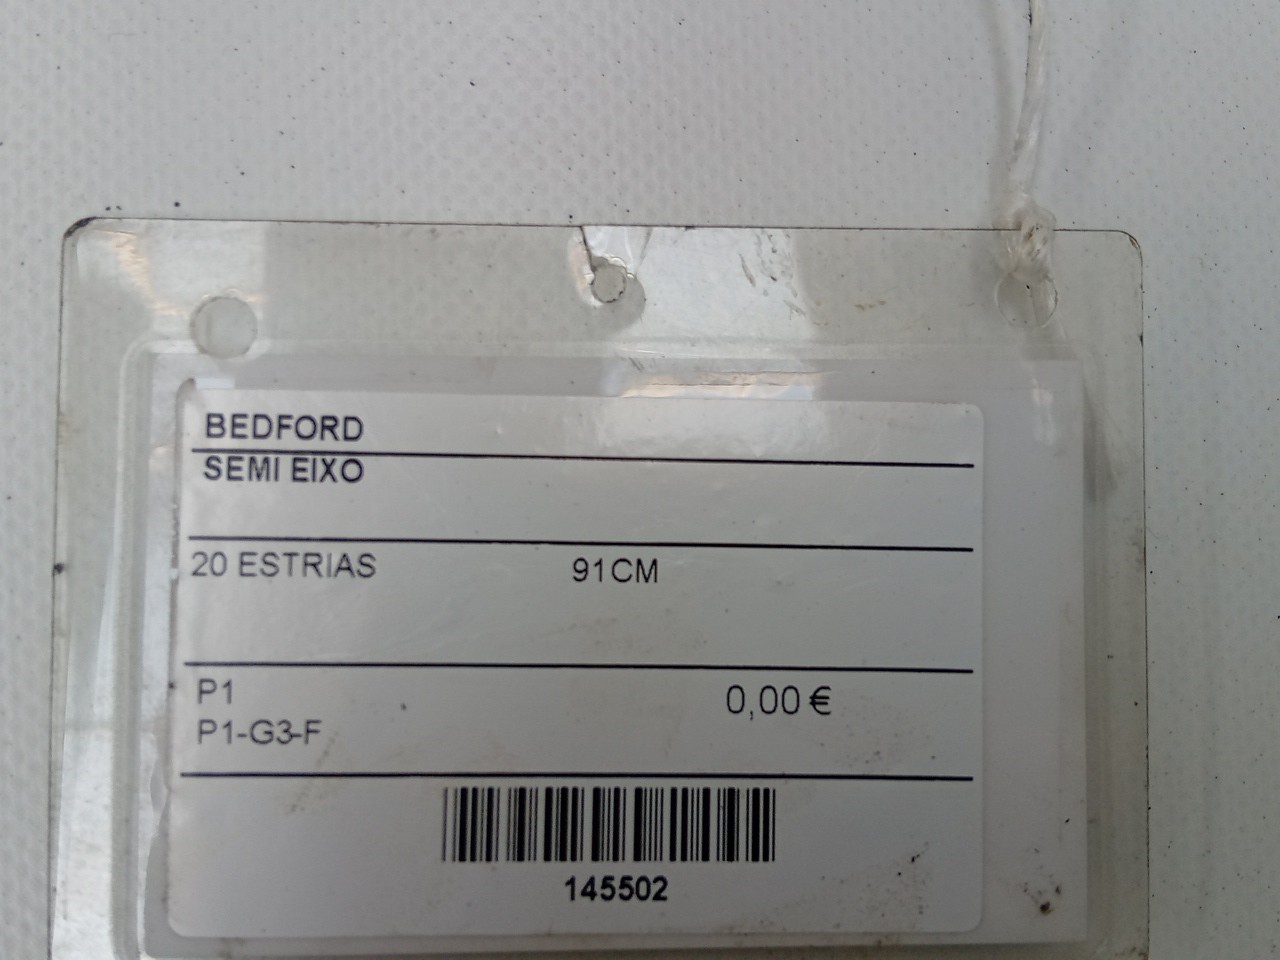 BEDFORD
SEMI EIXO
20 ESTRIAS 91CM
P1 0,00 €
P1-G3-F
145502